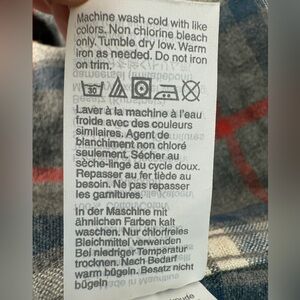 Machine wash cold with like
colors. Non chlorine bleach
only. Tumble dry low. Warm
iron as needed. Do not iron
on trim.
30
Laver à la machine à l'eau
froide avec des couleurs
similaires. Agent de
blanchiment non chloré
seulement. Sécher au
sèche-linge au cycle doux.
Repasser au fer tiède au
besoin. Ne pas repasser
les garnitures.
In der Maschine mit
ähnlichen Farben kalt
waschen. Nur chlorfreies
Bleichmittel verwenden
Bei niedriger Temperatur
trocknen. Nach Bedarf
warm bügeln. Besatz nicht
bügeln